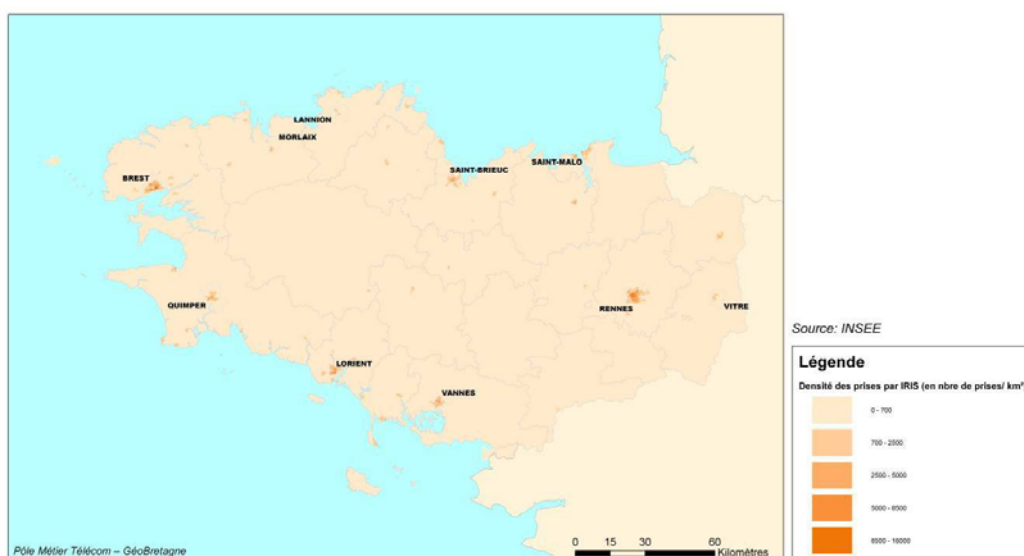 LANNION
MORLAIX
SAINT-MALO
SAINT-BRIEUC
BREST
QUIMPER
RENNES
VITRE
LORIENT
VANNES
Source: INSEE
Légende
Densité des prises par IRIS (en nbre de prises/ km²)
0 - 700
700 - 2500
2500 - 5000
5000 - 8500
8500 - 16000
0 15 30 60
Kilomètres
Pôle Métier Télécom – GéoBretagne